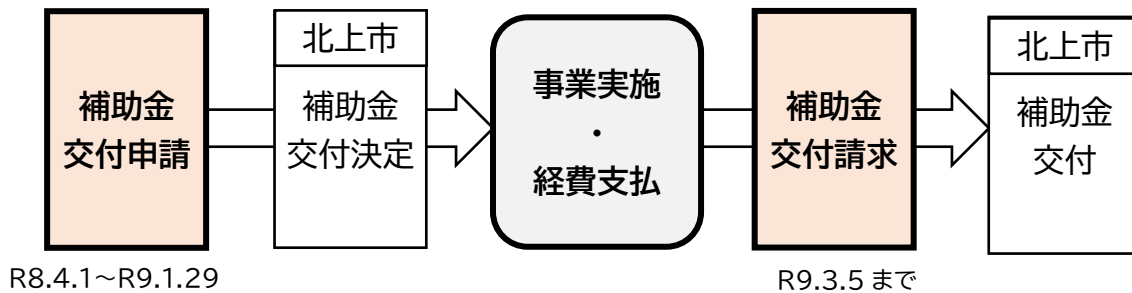 補助金
交付申請
北上市
補助金
交付決定
事業実施
・
経費支払
補助金
交付請求
北上市
補助金
交付
R8.4.1～R9.1.29
R9.3.5 まで